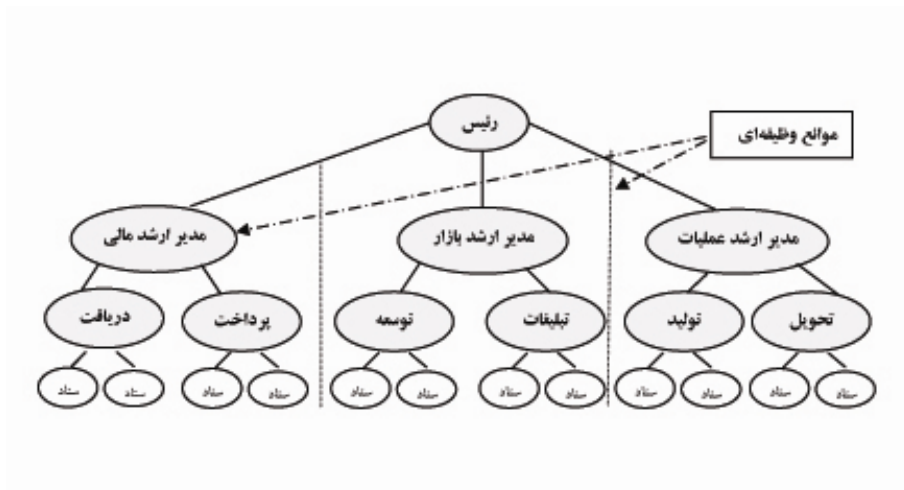 رئیس
موانع وظیفه‌ای
مدیر ارشد عملیات
مدیر ارشد بازار
مدیر ارشد مالی
تحویل
تولید
تبلیغات
توسعه
پرداخت
دریافت
ستاد
ستاد
ستاد
ستاد
ستاد
ستاد
ستاد
ستاد
ستاد
ستاد
ستاد
ستاد